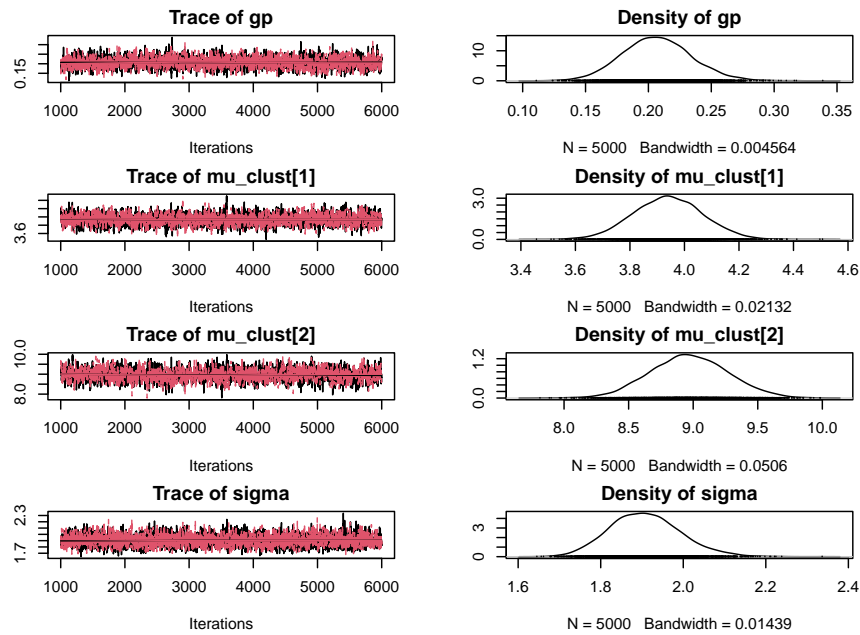 Trace of gp
0.15
1000 2000 3000 4000 5000 6000
Iterations
Density of gp
0 10
0.10 0.15 0.20 0.25 0.30 0.35
N = 5000 Bandwidth = 0.004564
Trace of mu_clust[1]
3.6
1000 2000 3000 4000 5000 6000
Iterations
Density of mu_clust[1]
0.0 3.0
3.4 3.6 3.8 4.0 4.2 4.4 4.6
N = 5000 Bandwidth = 0.02132
Trace of mu_clust[2]
8.0 10.0
1000 2000 3000 4000 5000 6000
Iterations
Density of mu_clust[2]
0.0 1.2
8.0 8.5 9.0 9.5 10.0
N = 5000 Bandwidth = 0.0506
Trace of sigma
1.7 2.3
1000 2000 3000 4000 5000 6000
Iterations
Density of sigma
0 3
1.6 1.8 2.0 2.2 2.4
N = 5000 Bandwidth = 0.01439